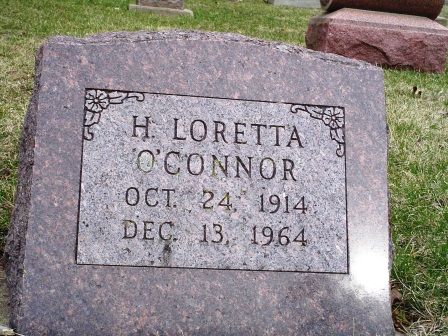 H. LORETTA
O'CONNOR
OCT. 24, 1914
DEC. 13, 1964